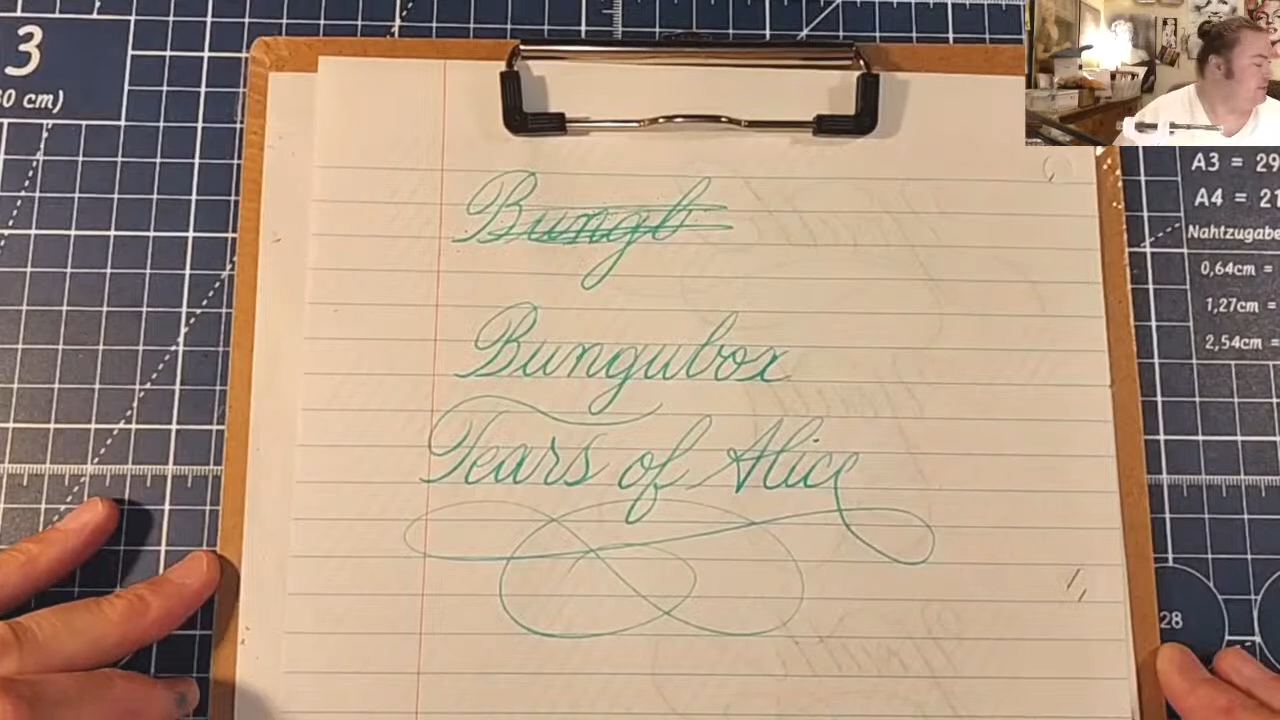 3
0 cm)
A3 = 29
A4 = 21
Nahtzugabe
0,64cm =
1,27cm =
2,54cm =
28
Bungb
Bungubox
Tears of Alice